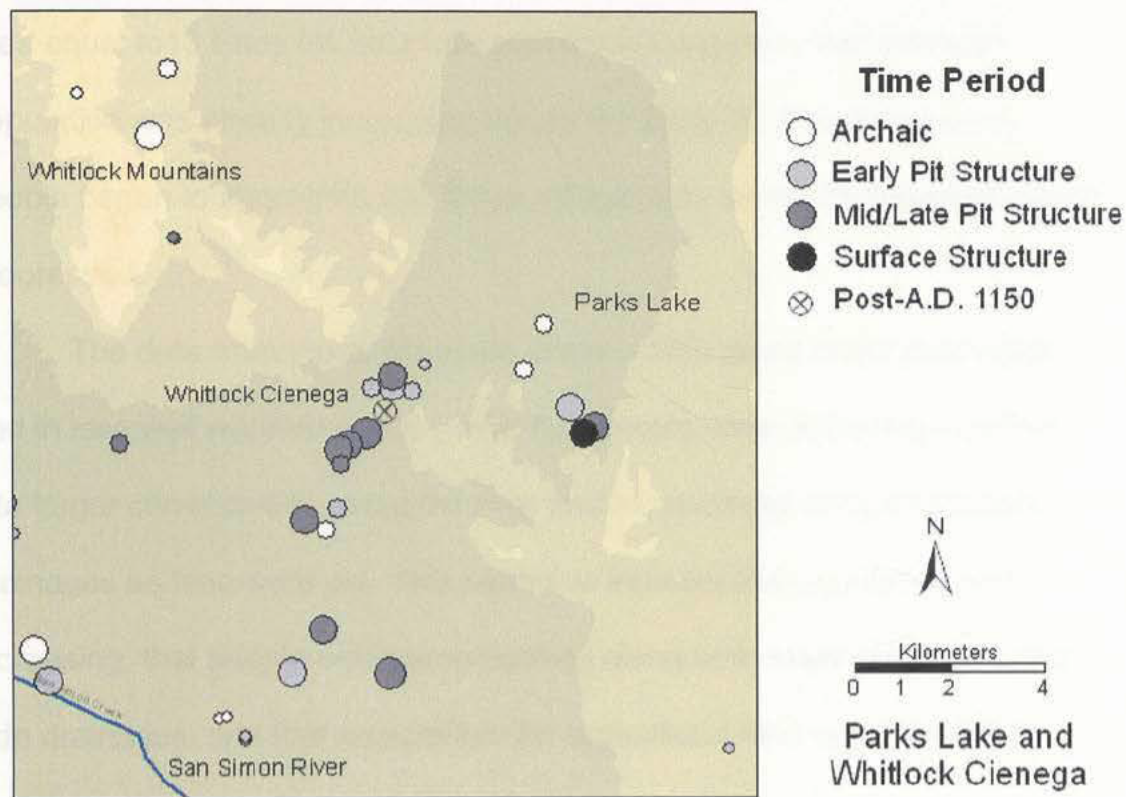 Whitlock Mountains
Parks Lake
Whitlock Cienega
San Simon River
Time Period
Archaic
Early Pit Structure
Mid/Late Pit Structure
Surface Structure
Post-A.D. 1150
N
Kilometers
0 1 2 4
Parks Lake and
Whitlock Cienega